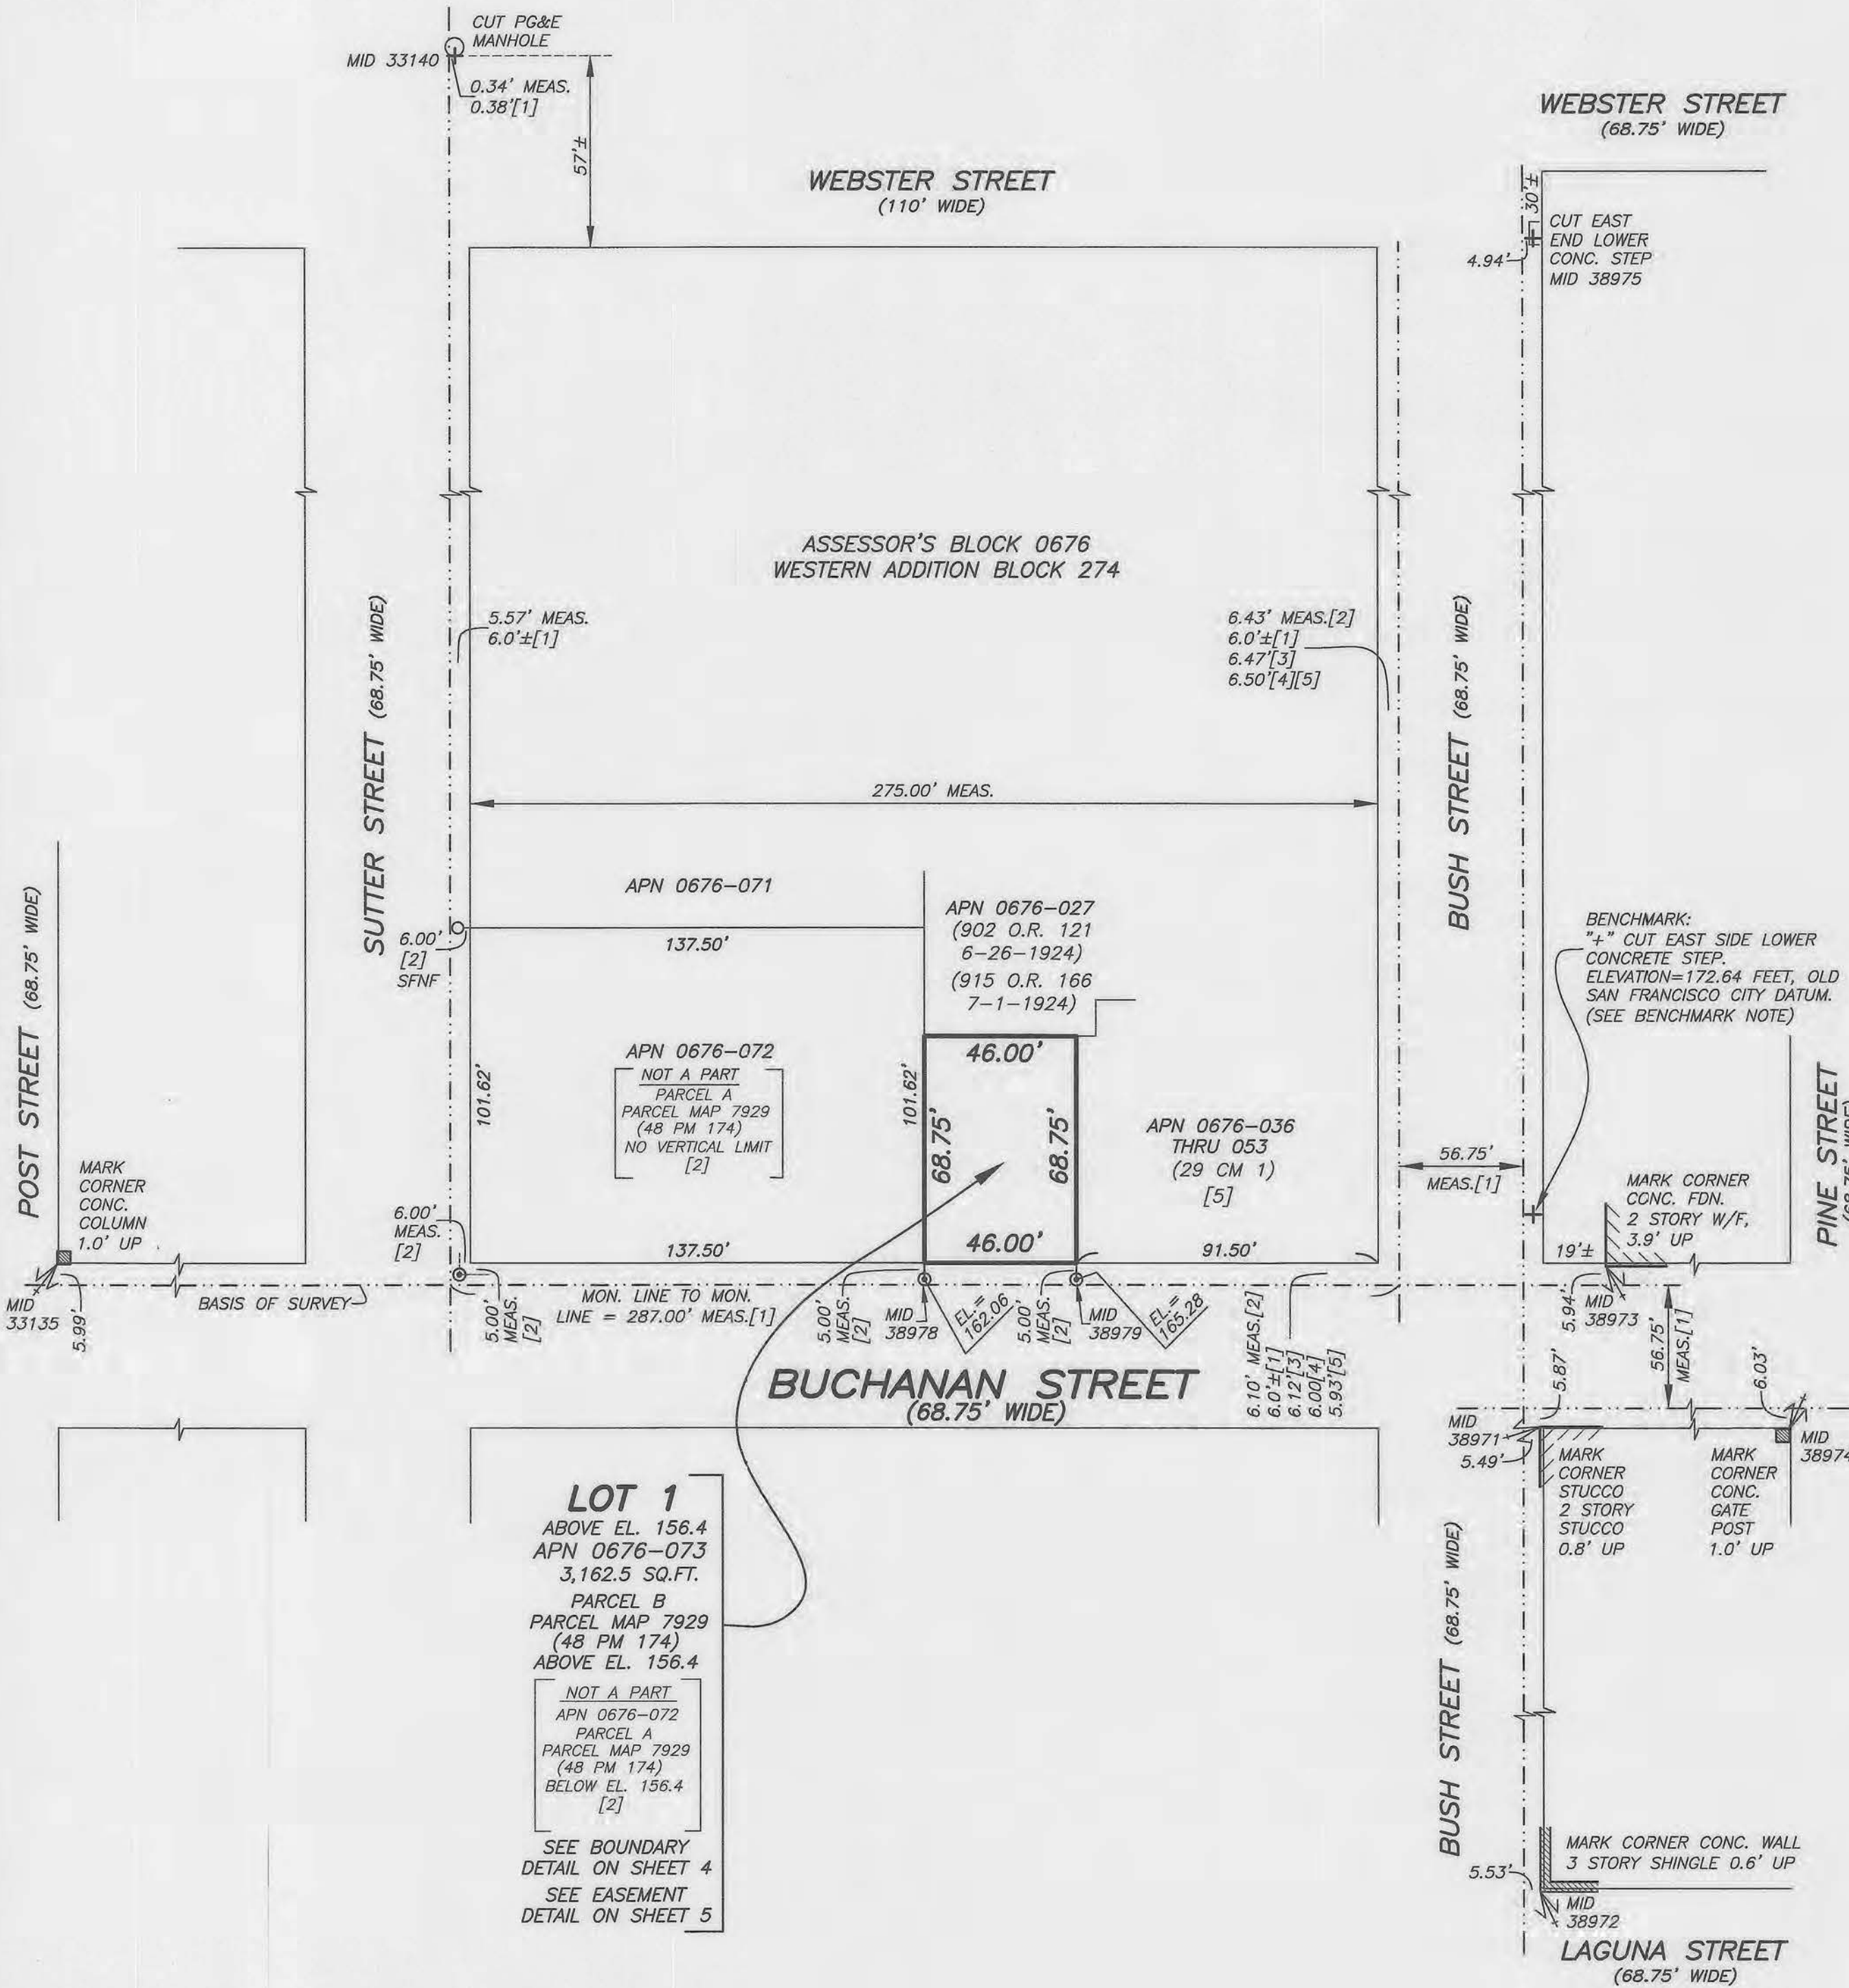 CUT PG&E
MANHOLE
MID 33140
0.34' MEAS.
0.38'[1]
57'±
WEBSTER STREET
(110' WIDE)
WEBSTER STREET
(68.75' WIDE)
30'±
CUT EAST
END LOWER
CONC. STEP
MID 38975
4.94'
ASSESSOR'S BLOCK 0676
WESTERN ADDITION BLOCK 274
SUTTER STREET (68.75' WIDE)
5.57' MEAS.
6.0'±[1]
6.43' MEAS.[2]
6.0'±[1]
6.47'[3]
6.50'[4][5]
BUSH STREET (68.75' WIDE)
275.00' MEAS.
POST STREET (68.75' WIDE)
APN 0676-071
6.00'
[2]
SFNF
137.50'
APN 0676-027
(902 O.R. 121
6-26-1924)
(915 O.R. 166
7-1-1924)
BENCHMARK:
"+" CUT EAST SIDE LOWER
CONCRETE STEP.
ELEVATION=172.64 FEET, OLD
SAN FRANCISCO CITY DATUM.
(SEE BENCHMARK NOTE)
101.62'
APN 0676-072
NOT A PART
PARCEL A
PARCEL MAP 7929
(48 PM 174)
NO VERTICAL LIMIT
[2]
101.62'
46.00'
68.75'
68.75'
46.00'
APN 0676-036
THRU 053
(29 CM 1)
[5]
56.75'
MEAS.[1]
PINE STREET
(68.75' WIDE)
MARK
CORNER
CONC.
COLUMN
1.0' UP
6.00'
MEAS.
[2]
137.50'
91.50'
MARK CORNER
CONC. FDN.
2 STORY W/F,
3.9' UP
19'±
MID
33135
5.99'
BASIS OF SURVEY
5.00'
MEAS.
[2]
MON. LINE TO MON.
LINE = 287.00' MEAS.[1]
5.00'
MEAS.
[2]
MID
38978
EL.=
162.06
5.00'
MEAS.
[2]
MID
38979
EL.=
165.28
6.10' MEAS.[2]
6.0'±[1]
6.12'[3]
6.00'[4]
5.93'[5]
5.94'
MID
38973
56.75'
MEAS.[1]
BUCHANAN STREET
(68.75' WIDE)
5.87'
6.03'
MID
38971
5.49'
MARK
CORNER
STUCCO
2 STORY
STUCCO
0.8' UP
MARK
CORNER
CONC.
GATE
POST
1.0' UP
MID
38974
LOT 1
ABOVE EL. 156.4
APN 0676-073
3,162.5 SQ.FT.
PARCEL B
PARCEL MAP 7929
(48 PM 174)
ABOVE EL. 156.4
NOT A PART
APN 0676-072
PARCEL A
PARCEL MAP 7929
(48 PM 174)
BELOW EL. 156.4
[2]
SEE BOUNDARY
DETAIL ON SHEET 4
SEE EASEMENT
DETAIL ON SHEET 5
BUSH STREET (68.75' WIDE)
5.53'
MARK CORNER CONC. WALL
3 STORY SHINGLE 0.6' UP
MID
38972
LAGUNA STREET
(68.75' WIDE)